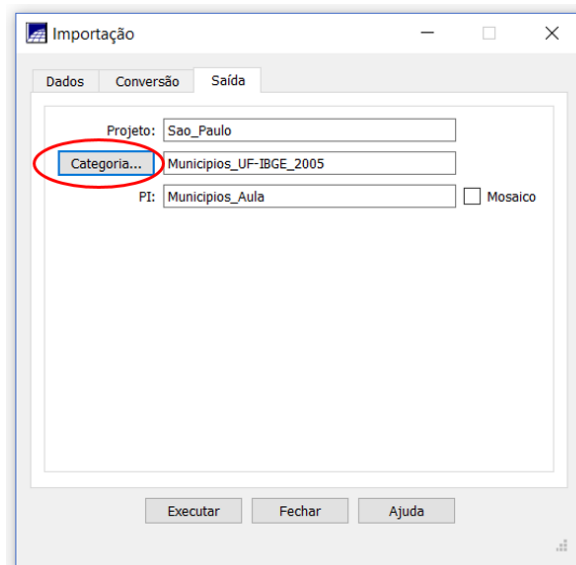 Importação
Dados Conversão Saída
Projeto: Sao_Paulo
Categoria... Municipios_UF-IBGE_2005
PI: Municipios_Aula Mosaico
Executar Fechar Ajuda